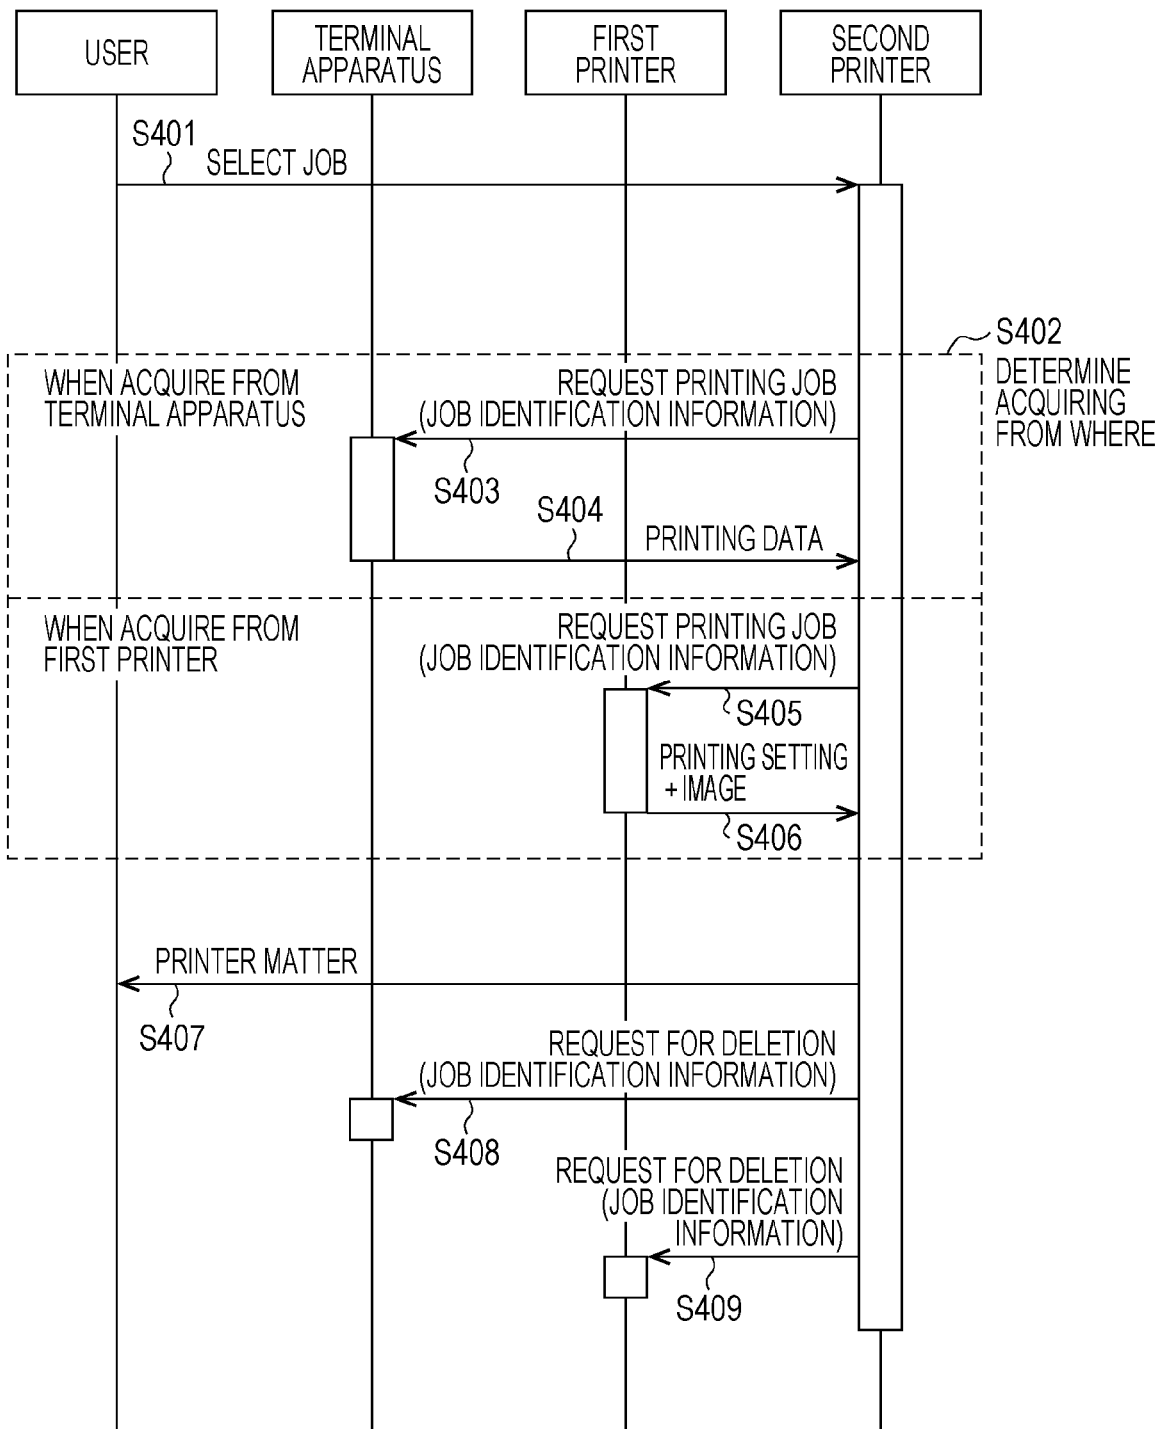 USER
TERMINAL
APPARATUS
FIRST
PRINTER
SECOND
PRINTER
S401
SELECT JOB
S402
DETERMINE
ACQUIRING
FROM WHERE
WHEN ACQUIRE FROM
TERMINAL APPARATUS
REQUEST PRINTING JOB
(JOB IDENTIFICATION INFORMATION)
S403
S404
PRINTING DATA
WHEN ACQUIRE FROM
FIRST PRINTER
REQUEST PRINTING JOB
(JOB IDENTIFICATION INFORMATION)
S405
PRINTING SETTING
+ IMAGE
S406
PRINTER MATTER
S407
REQUEST FOR DELETION
(JOB IDENTIFICATION INFORMATION)
S408
REQUEST FOR DELETION
(JOB IDENTIFICATION
INFORMATION)
S409